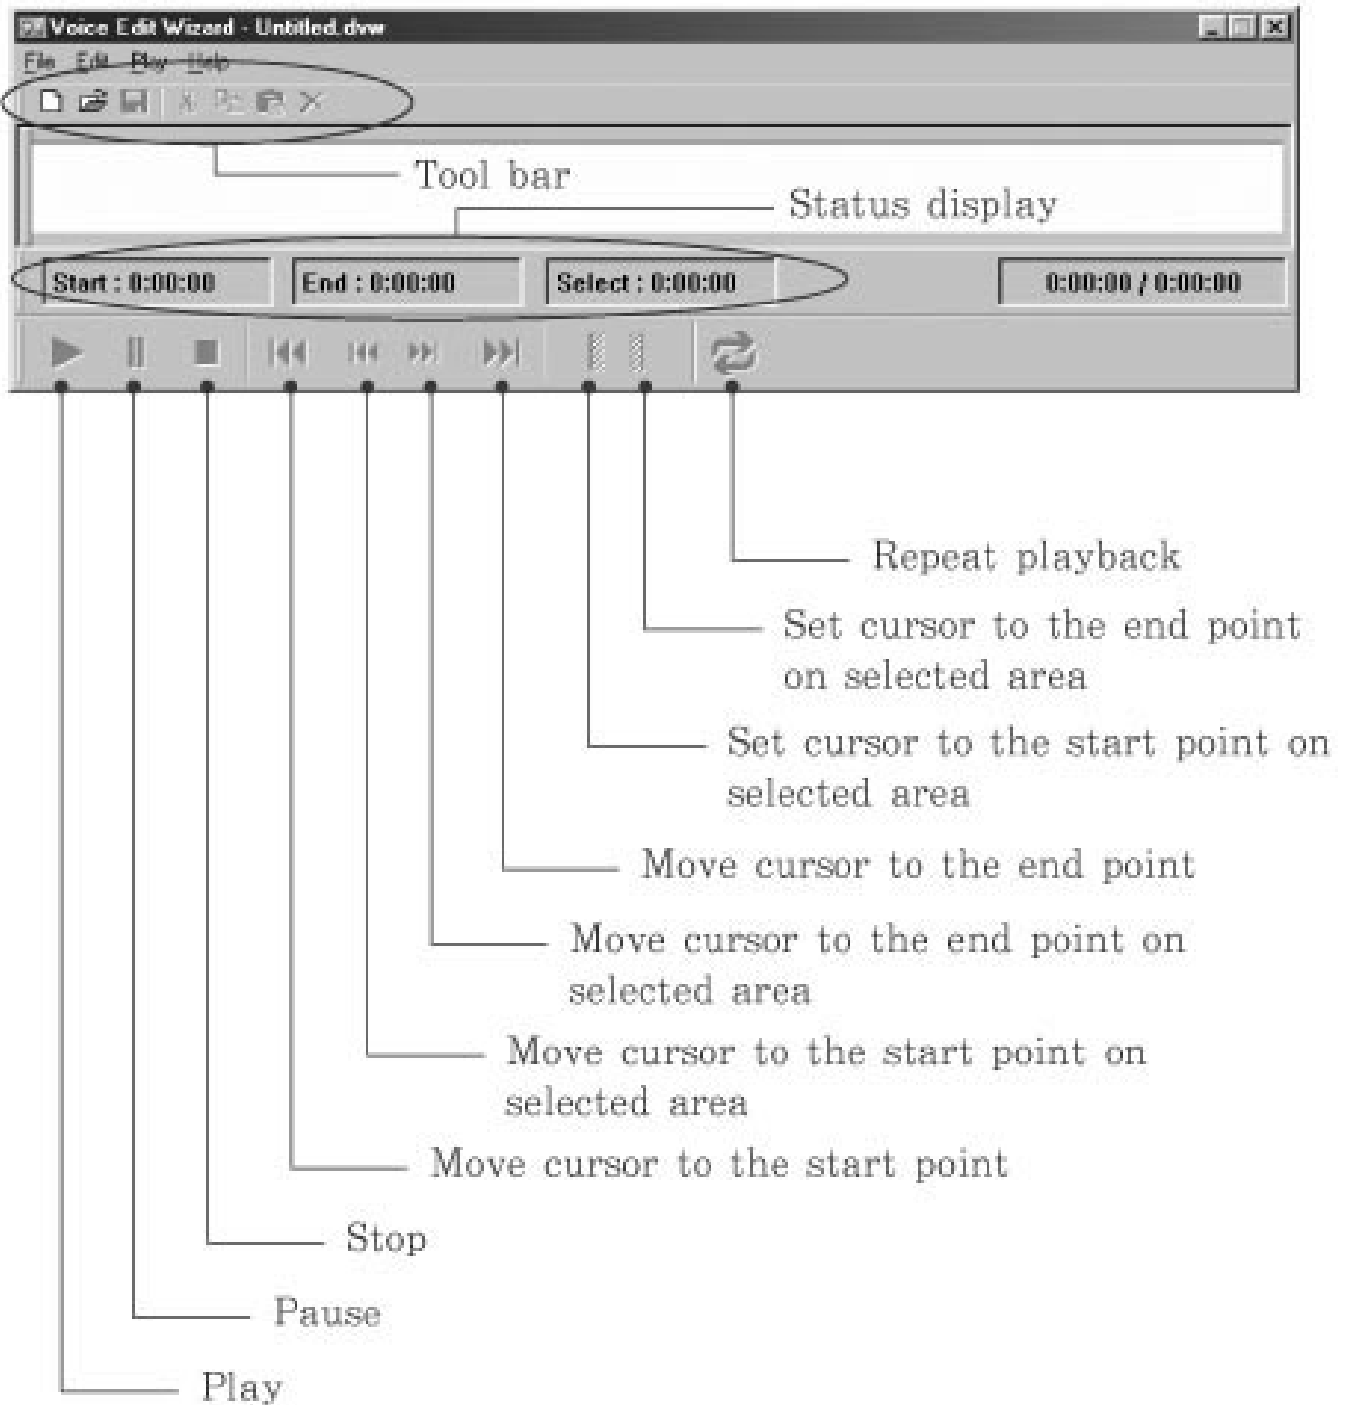 Voice Edit Wizard - Untitled.dvw
File Edit Play Help
Tool bar
Status display
Start : 0:00:00 End : 0:00:00 Select : 0:00:00 0:00:00 / 0:00:00
Repeat playback
Set cursor to the end point
on selected area
Set cursor to the start point on
selected area
Move cursor to the end point
Move cursor to the end point on
selected area
Move cursor to the start point on
selected area
Move cursor to the start point
Stop
Pause
Play